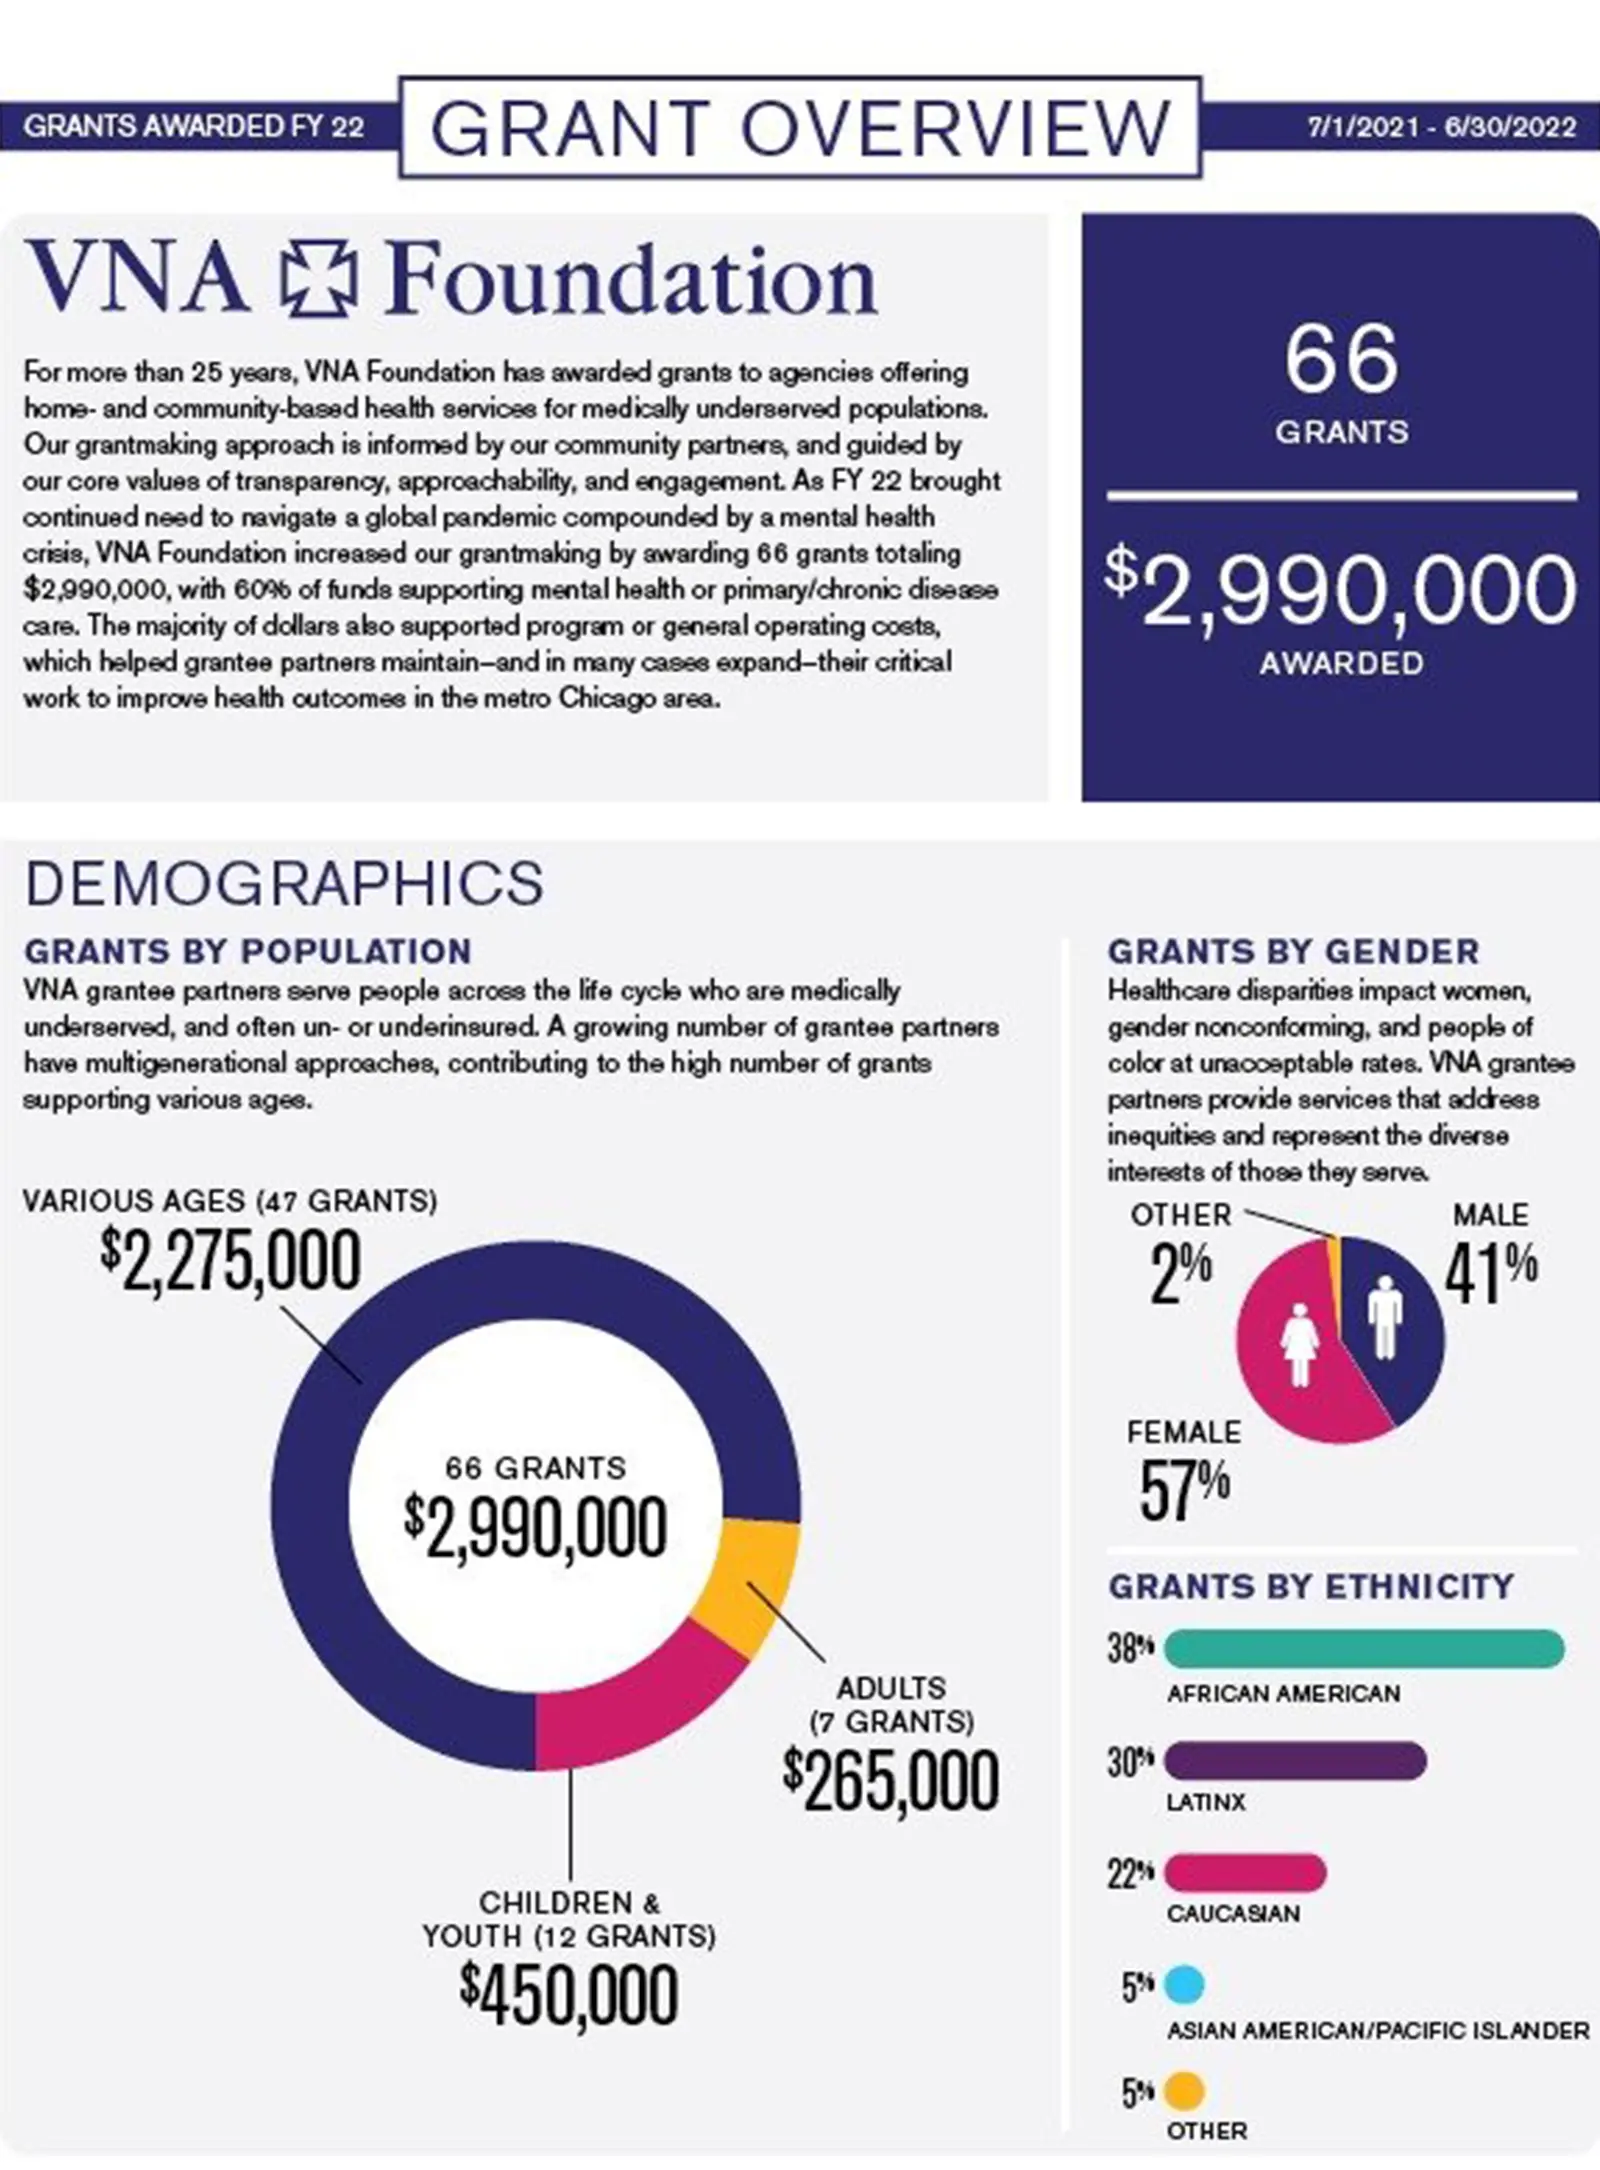 GRANTS AWARDED FY 22
GRANT OVERVIEW
7/1/2021 - 6/30/2022
VNA Foundation
For more than 25 years, VNA Foundation has awarded grants to agencies offering
home- and community-based health services for medically underserved populations.
Our grantmaking approach is informed by our community partners, and guided by
our core values of transparency, approachability, and engagement. As FY 22 brought
continued need to navigate a global pandemic compounded by a mental health
crisis, VNA Foundation increased our grantmaking by awarding 66 grants totaling
$2,990,000, with 60% of funds supporting mental health or primary/chronic disease
care. The majority of dollars also supported program or general operating costs,
which helped grantee partners maintain—and in many cases expand—their critical
work to improve health outcomes in the metro Chicago area.
66
GRANTS
$2,990,000
AWARDED
DEMOGRAPHICS
GRANTS BY POPULATION
VNA grantee partners serve people across the life cycle who are medically
underserved, and often un- or underinsured. A growing number of grantee partners
have multigenerational approaches, contributing to the high number of grants
supporting various ages.
VARIOUS AGES (47 GRANTS)
$2,275,000
66 GRANTS
$2,990,000
ADULTS
(7 GRANTS)
$265,000
CHILDREN &
YOUTH (12 GRANTS)
$450,000
GRANTS BY GENDER
Healthcare disparities impact women,
gender nonconforming, and people of
color at unacceptable rates. VNA grantee
partners provide services that address
inequities and represent the diverse
interests of those they serve.
OTHER
2%
MALE
41%
FEMALE
57%
GRANTS BY ETHNICITY
38%
AFRICAN AMERICAN
30%
LATINX
22%
CAUCASIAN
5%
ASIAN AMERICAN/PACIFIC ISLANDER
5%
OTHER